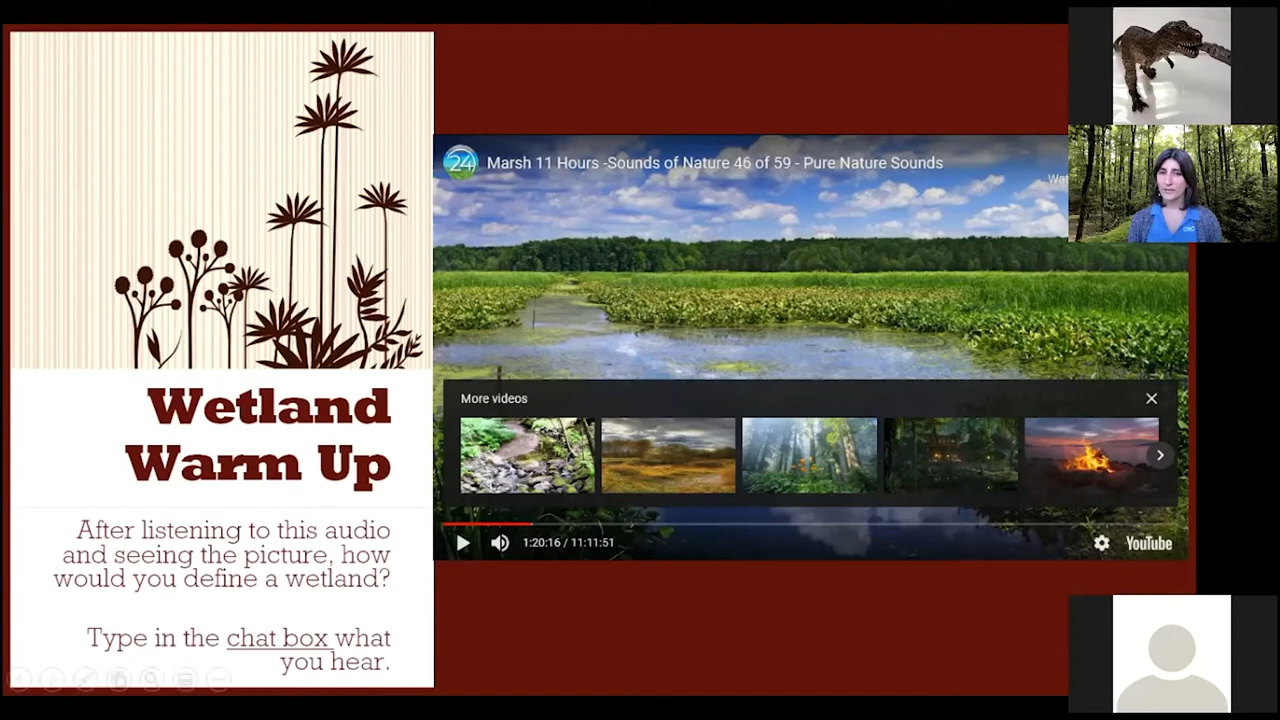 Wetland
Warm Up
After listening to this audio
and seeing the picture, how
would you define a wetland?
Type in the chat box what
you hear.
24
Marsh 11 Hours -Sounds of Nature 46 of 59 - Pure Nature Sounds
More videos
1:20:16 / 11:11:51
YouTube